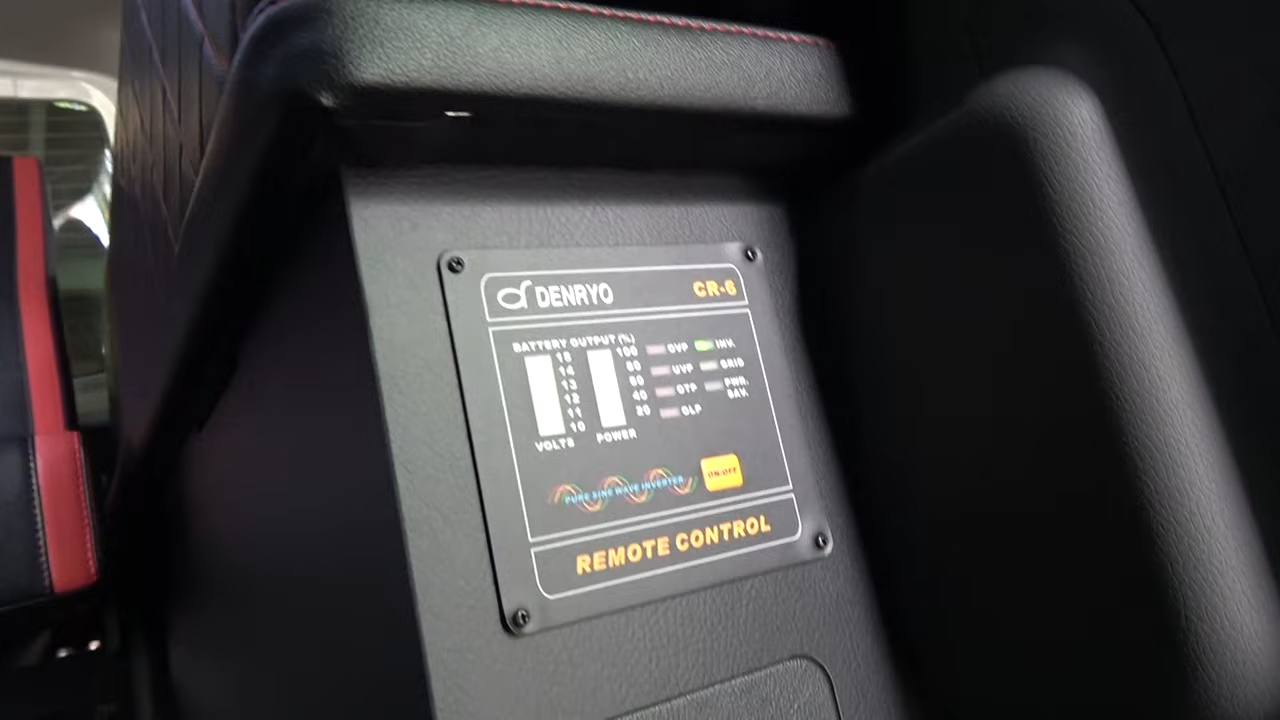 DENRYO CR-6
BATTERY OUTPUT (%)
15 100
14 80
13 60
12 40
11 20
10
VOLTS POWER
OVP INV.
UVP GRID
OTP PWR. SAV.
OLP
PURE SINE WAVE INVERTER
ON/OFF
REMOTE CONTROL